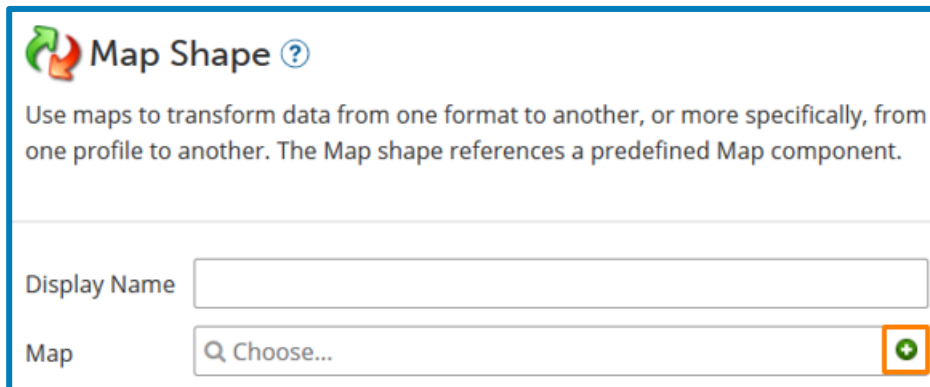 Map Shape ?
Use maps to transform data from one format to another, or more specifically, from
one profile to another. The Map shape references a predefined Map component.
Display Name
Map
Choose...